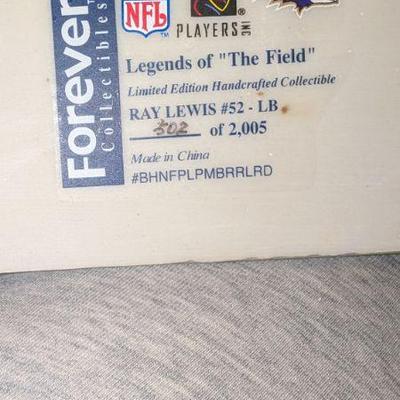 Forever
Collectibles
NFL
PLAYERS INC
Legends of "The Field"
Limited Edition Handcrafted Collectible
RAY LEWIS #52 - LB
502 of 2,005
Made in China
#BHNFPLPMBRRLRD